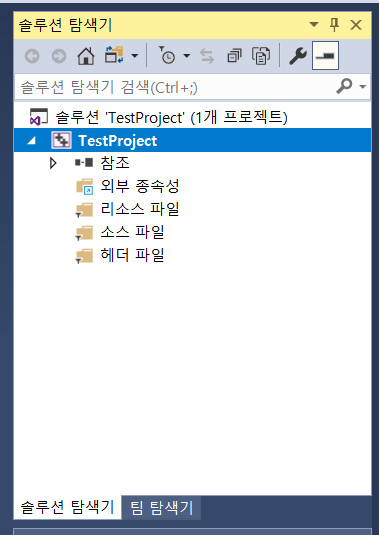 솔루션 탐색기
솔루션 탐색기 검색(Ctrl+;)
솔루션 'TestProject' (1개 프로젝트)
TestProject
참조
외부 종속성
리소스 파일
소스 파일
헤더 파일
솔루션 탐색기 팀 탐색기